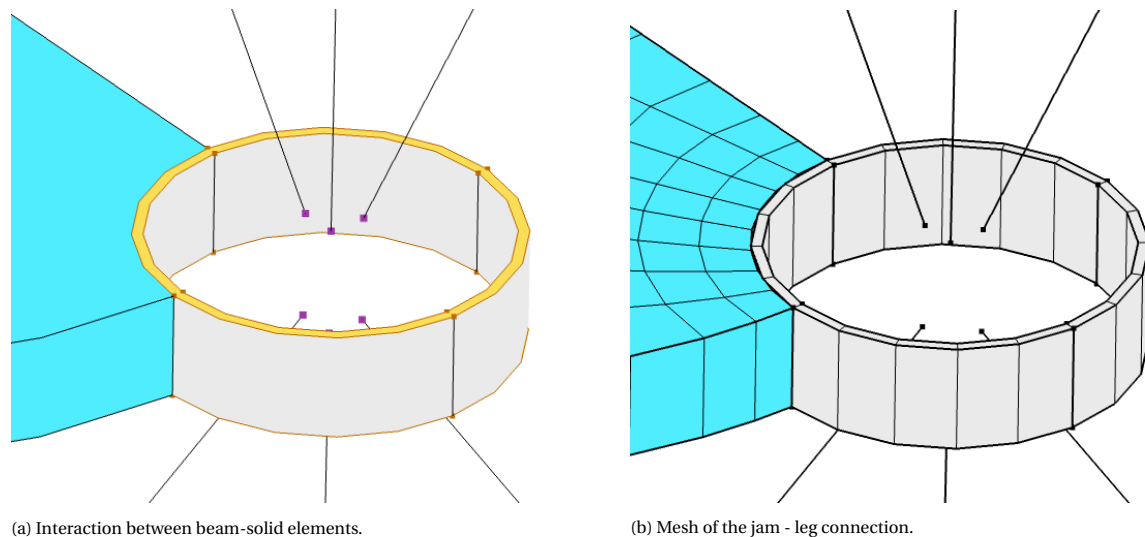 (a) Interaction between beam-solid elements.
(b) Mesh of the jam - leg connection.